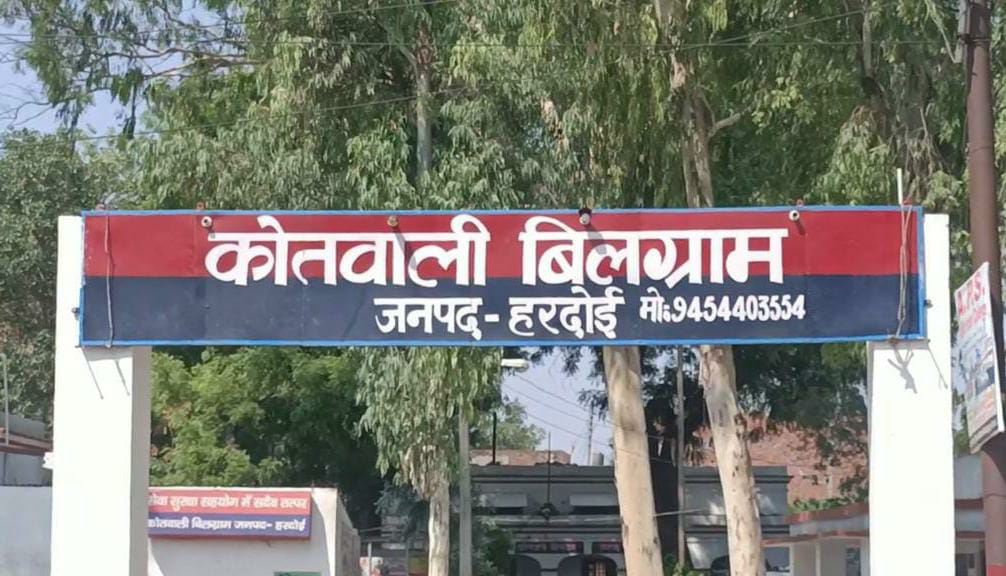 कोतवाली बिलग्राम
जनपद-हरदोई मो:9454403554
सेवा सुरक्षा सहयोग में सदैव तत्पर
कोतवाली बिलग्राम जनपद-हरदोई